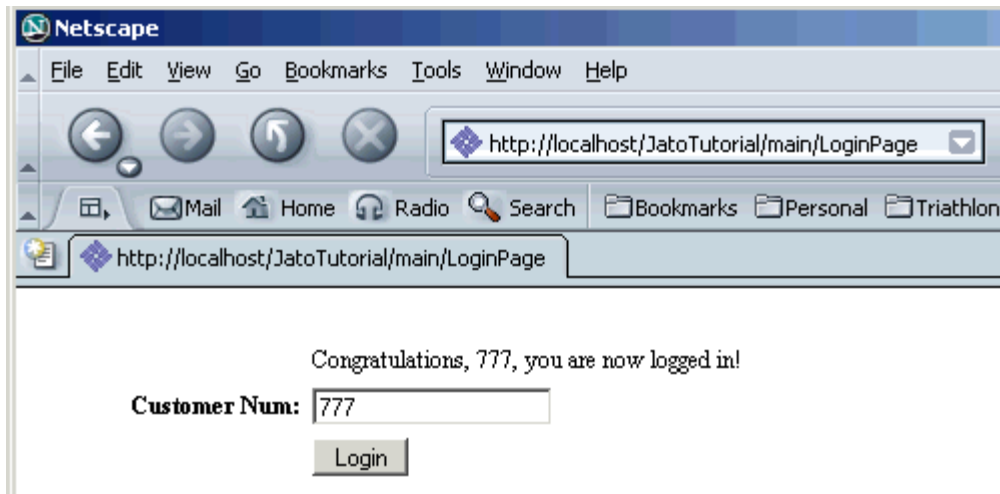 Netscape
File Edit View Go Bookmarks Tools Window Help
http://localhost/JatoTutorial/main/LoginPage
Mail Home Radio Search Bookmarks Personal Triathlon
http://localhost/JatoTutorial/main/LoginPage
Congratulations, 777, you are now logged in!
Customer Num: 777
Login